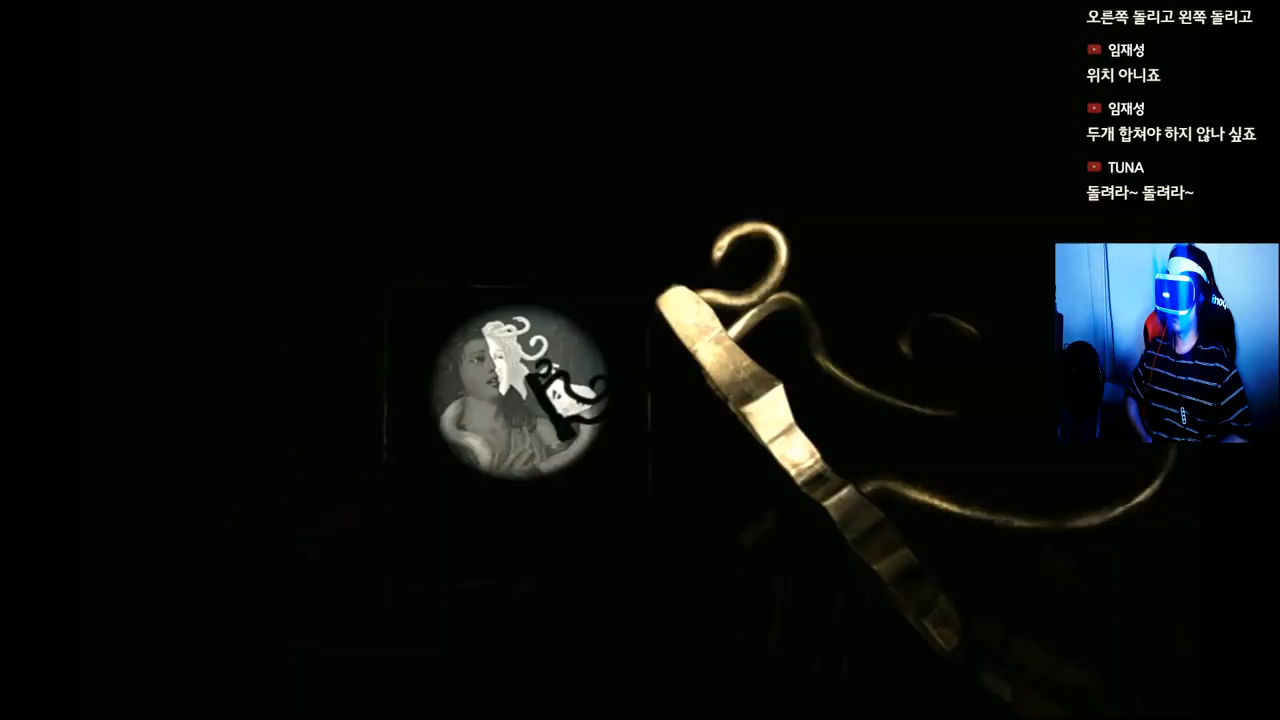 오른쪽 돌리고 왼쪽 돌리고
임재성
위치 아니죠
임재성
두개 합쳐야 하지 않나 싶죠
TUNA
돌려라~ 돌려라~